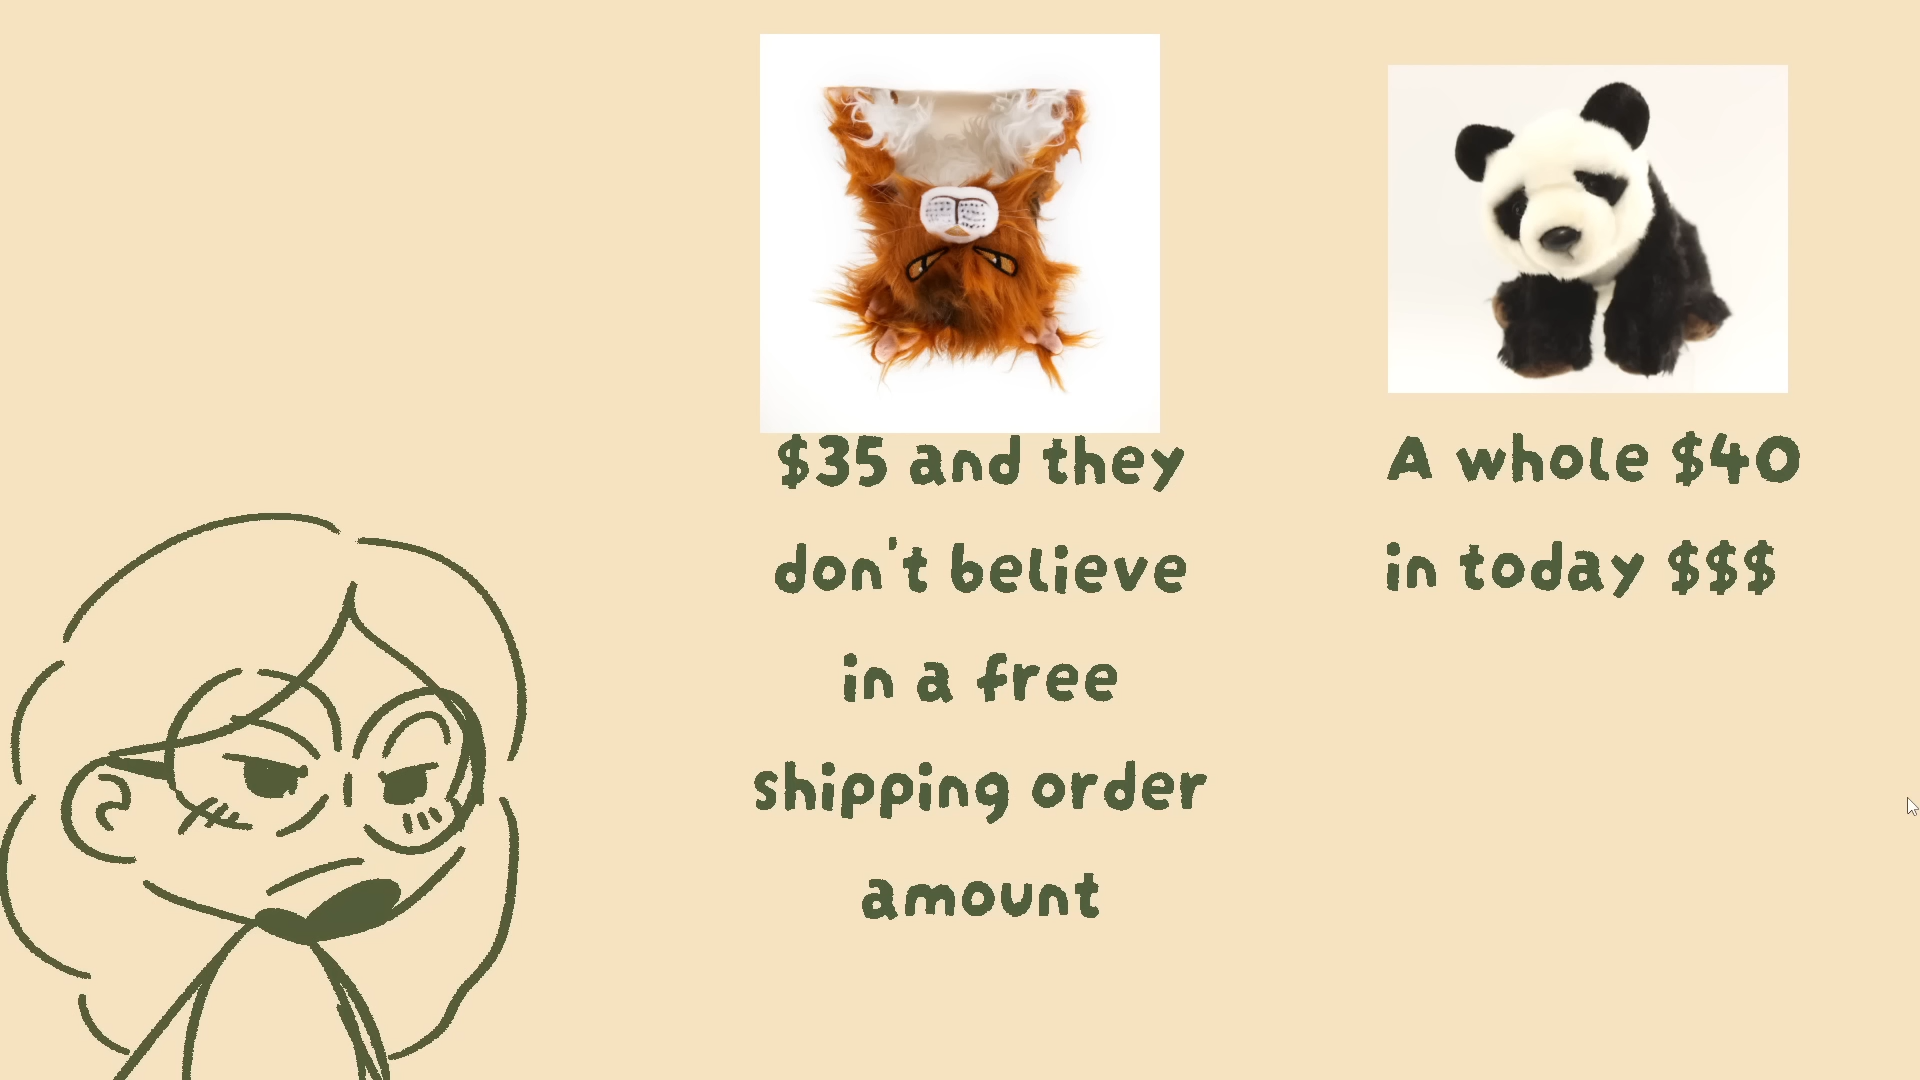 $35 and they
don't believe
in a free
shipping order
amount
A whole $40
in today $$$